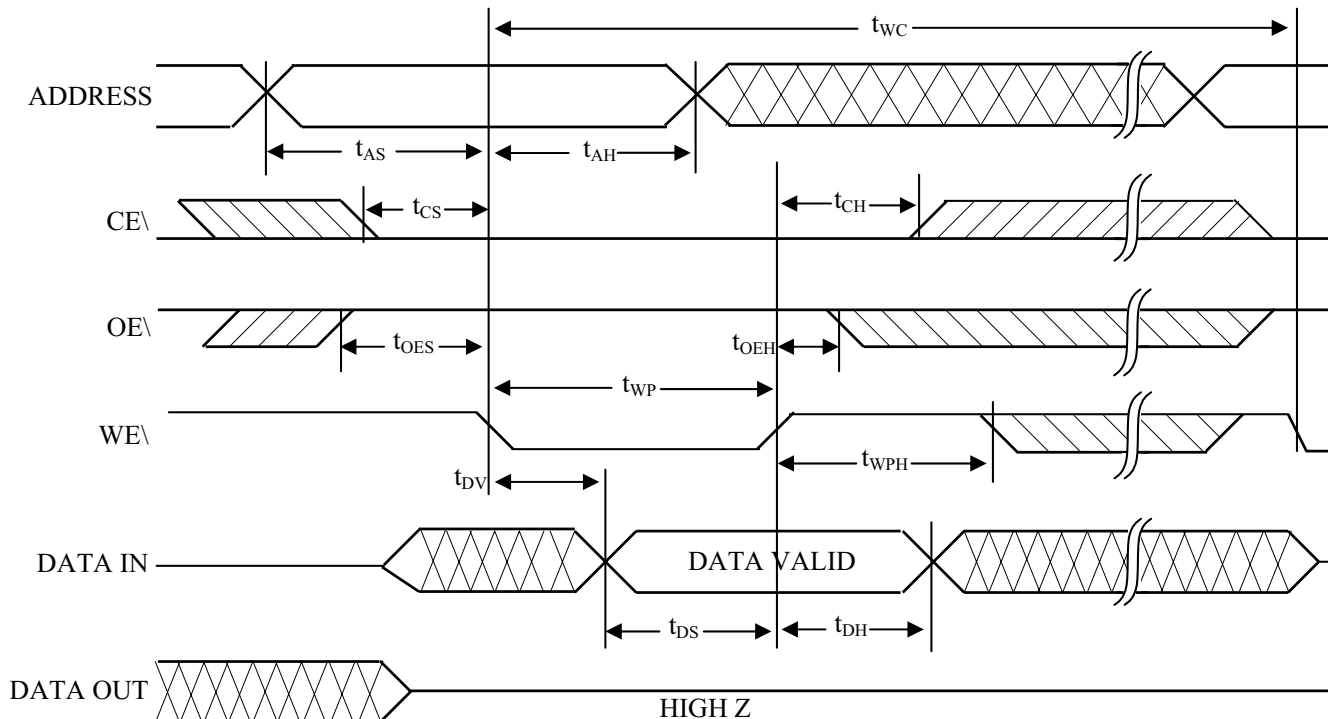 tWC
ADDRESS
tAS
tAH
CE\
tCS
tCH
OE\
tOES
tOEH
tWP
WE\
tWPH
tDV
DATA IN
DATA VALID
tDS
tDH
DATA OUT
HIGH Z